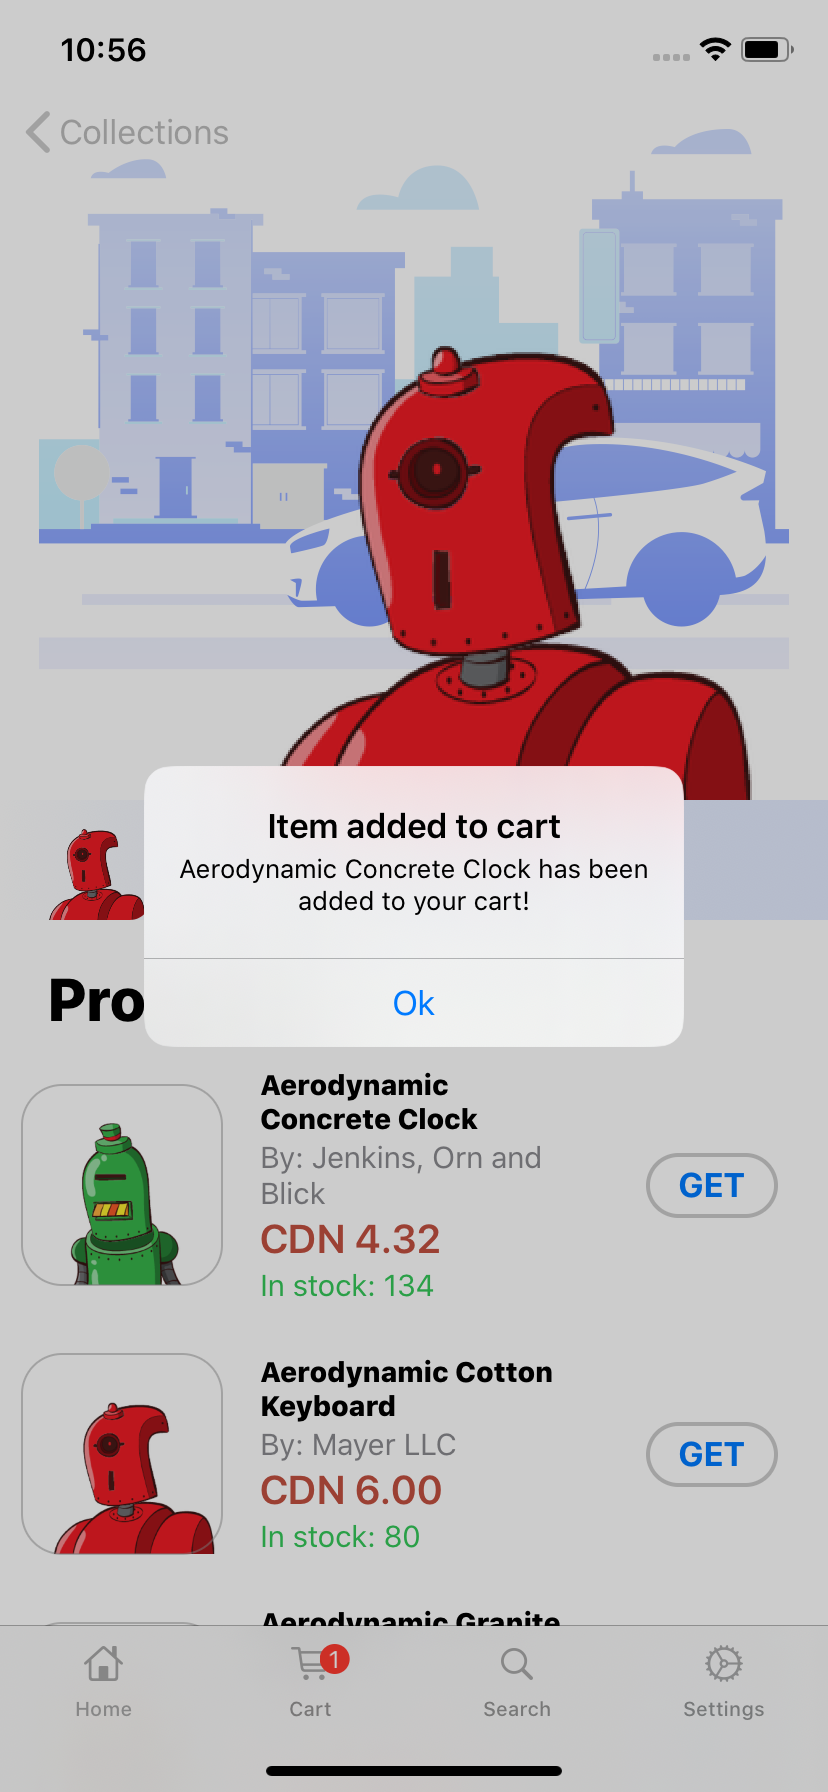 10:56
Collections
Item added to cart
Aerodynamic Concrete Clock has been
added to your cart!
Ok
Pro
Aerodynamic
Concrete Clock
By: Jenkins, Orn and
Blick
CDN 4.32
In stock: 134
GET
Aerodynamic Cotton
Keyboard
By: Mayer LLC
CDN 6.00
In stock: 80
GET
Aerodynamic Granite
1
Home
Cart
Search
Settings